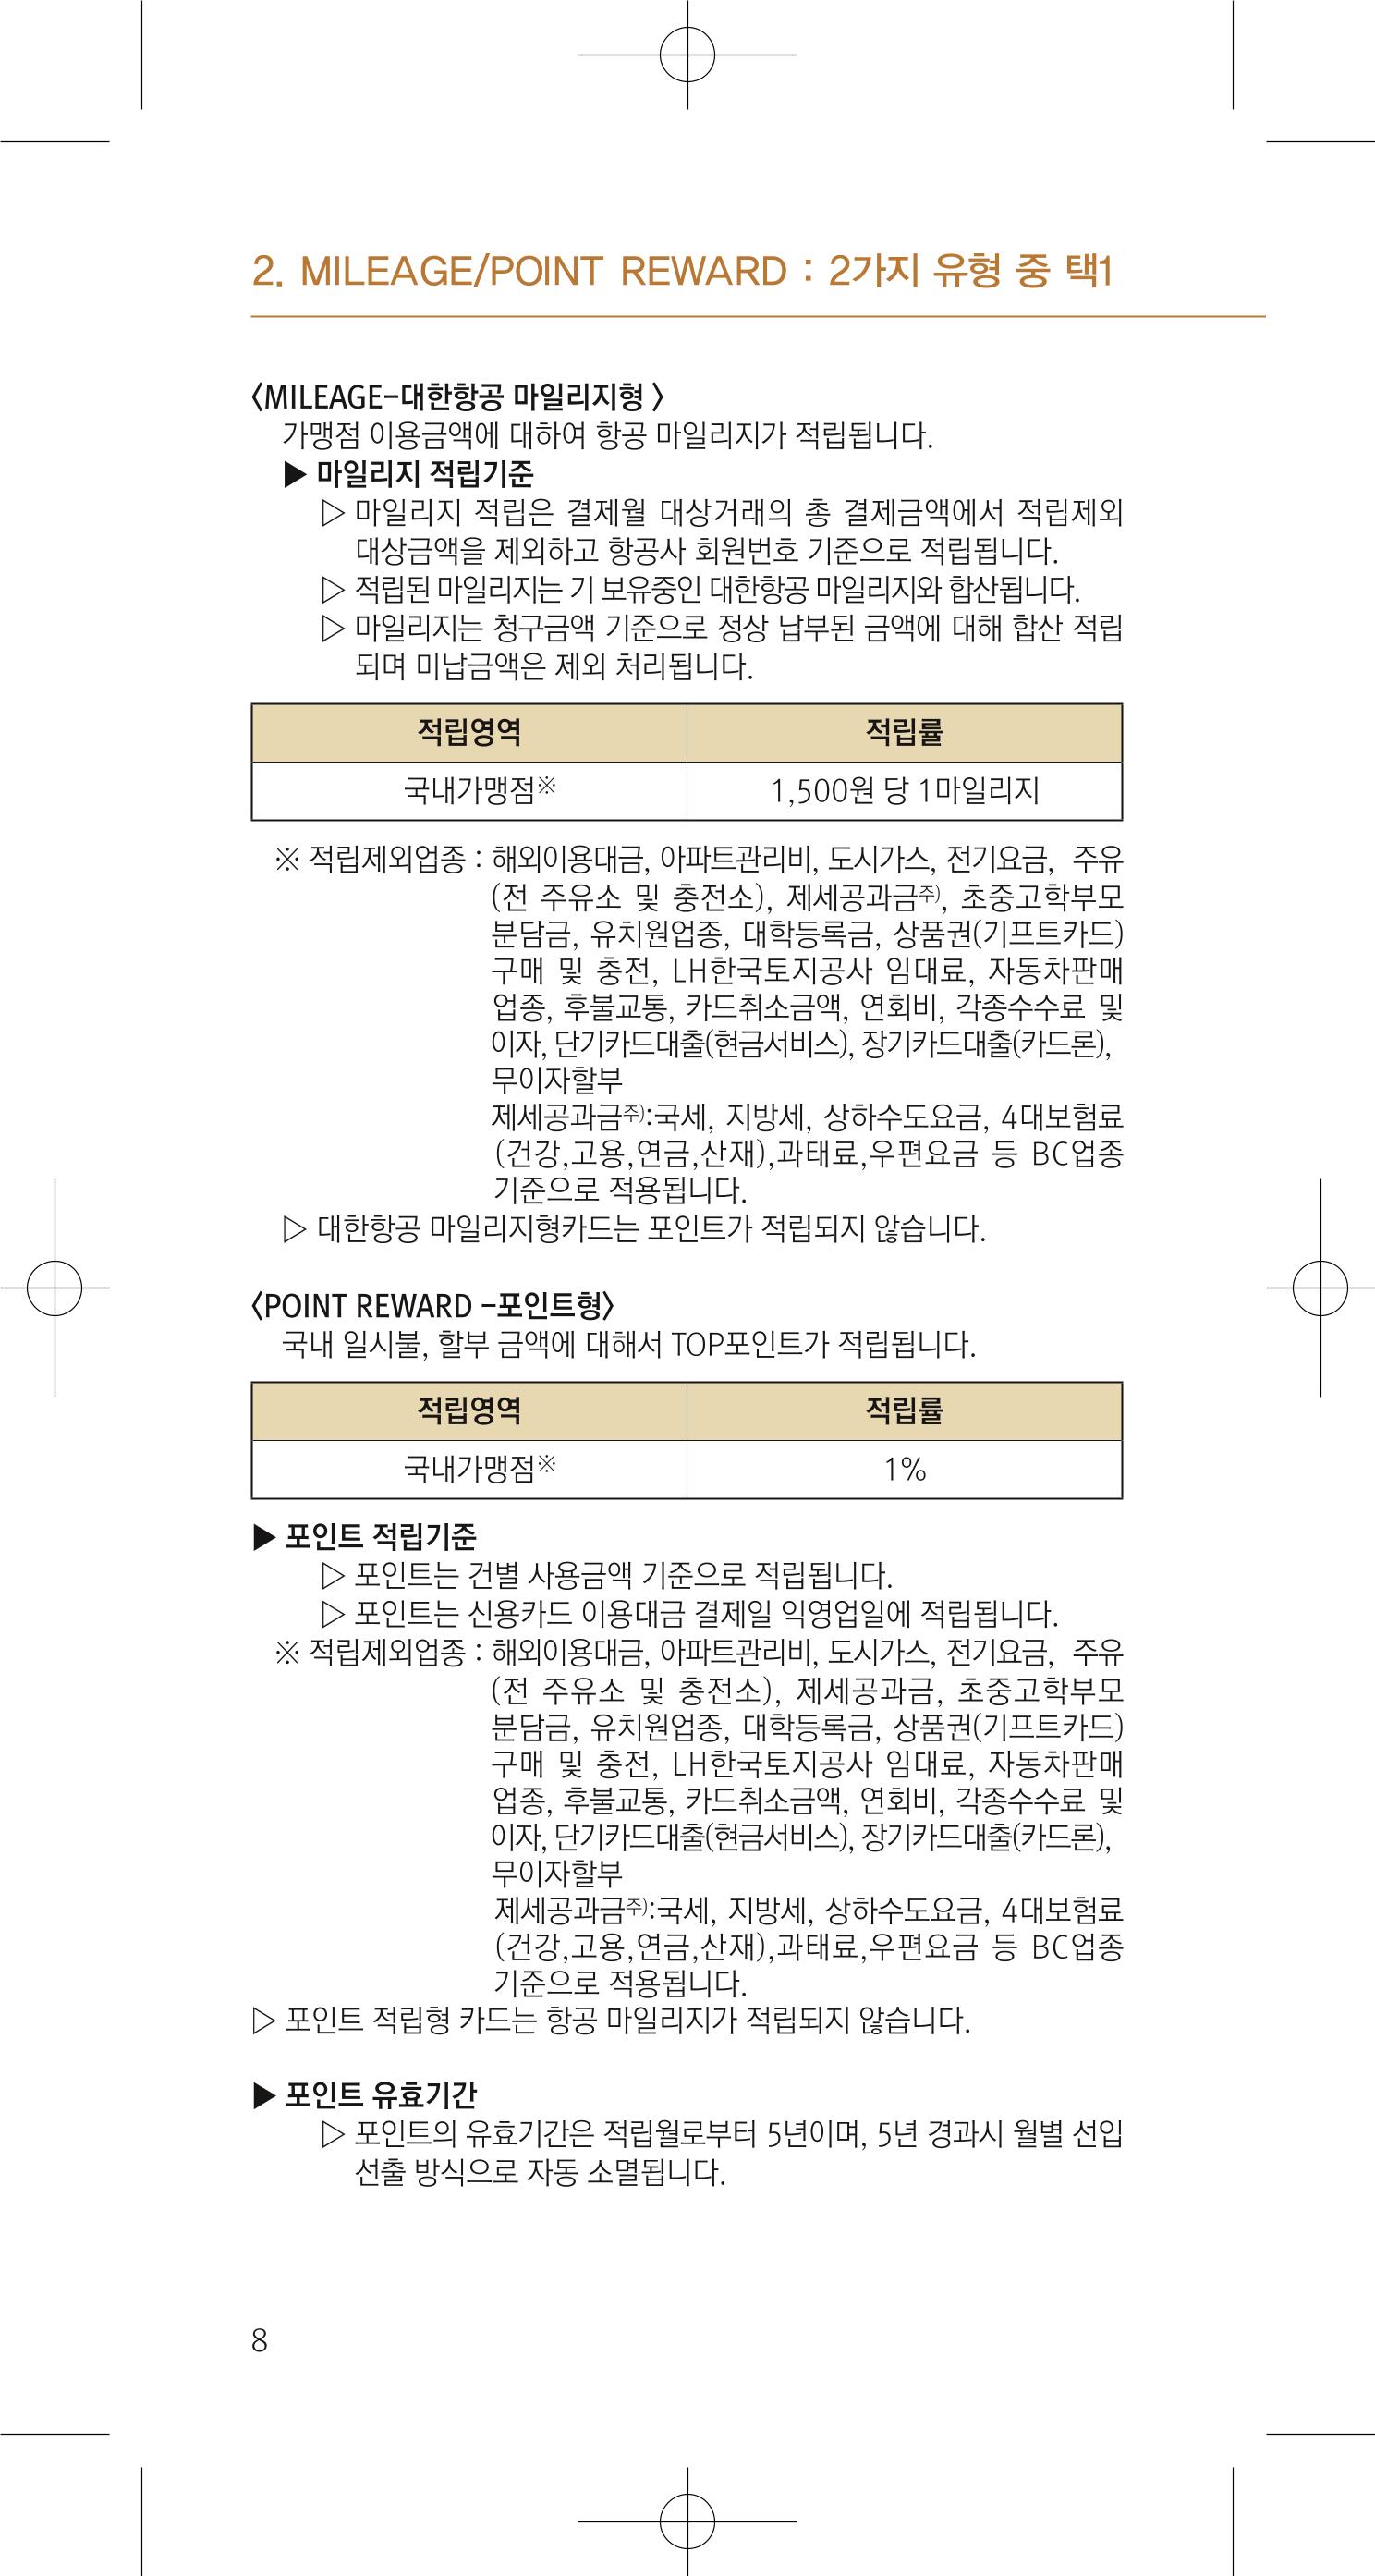 2. MILEAGE/POINT REWARD : 2가지 유형 중 택1
〈MILEAGE-대한항공 마일리지형 〉
가맹점 이용금액에 대하여 항공 마일리지가 적립됩니다.
▶ 마일리지 적립기준
▷ 마일리지 적립은 결제월 대상거래의 총 결제금액에서 적립제외
대상금액을 제외하고 항공사 회원번호 기준으로 적립됩니다.
▷ 적립된 마일리지는 기 보유중인 대한항공 마일리지와 합산됩니다.
▷ 마일리지는 청구금액 기준으로 정상 납부된 금액에 대해 합산 적립
되며 미납금액은 제외 처리됩니다.
적립영역 적립률
국내가맹점※ 1,500원 당 1마일리지
※ 적립제외업종 : 해외이용대금, 아파트관리비, 도시가스, 전기요금, 주유
(전 주유소 및 충전소), 제세공과금주), 초중고학부모
분담금, 유치원업종, 대학등록금, 상품권(기프트카드)
구매 및 충전, LH한국토지공사 임대료, 자동차판매
업종, 후불교통, 카드취소금액, 연회비, 각종수수료 및
이자, 단기카드대출(현금서비스), 장기카드대출(카드론),
무이자할부
제세공과금주):국세, 지방세, 상하수도요금, 4대보험료
(건강,고용,연금,산재),과태료,우편요금 등 BC업종
기준으로 적용됩니다.
▷ 대한항공 마일리지형카드는 포인트가 적립되지 않습니다.
〈POINT REWARD -포인트형〉
국내 일시불, 할부 금액에 대해서 TOP포인트가 적립됩니다.
적립영역 적립률
국내가맹점※ 1%
▶ 포인트 적립기준
▷ 포인트는 건별 사용금액 기준으로 적립됩니다.
▷ 포인트는 신용카드 이용대금 결제일 익영업일에 적립됩니다.
※ 적립제외업종 : 해외이용대금, 아파트관리비, 도시가스, 전기요금, 주유
(전 주유소 및 충전소), 제세공과금, 초중고학부모
분담금, 유치원업종, 대학등록금, 상품권(기프트카드)
구매 및 충전, LH한국토지공사 임대료, 자동차판매
업종, 후불교통, 카드취소금액, 연회비, 각종수수료 및
이자, 단기카드대출(현금서비스), 장기카드대출(카드론),
무이자할부
제세공과금주):국세, 지방세, 상하수도요금, 4대보험료
(건강,고용,연금,산재),과태료,우편요금 등 BC업종
기준으로 적용됩니다.
▷ 포인트 적립형 카드는 항공 마일리지가 적립되지 않습니다.
▶ 포인트 유효기간
▷ 포인트의 유효기간은 적립월로부터 5년이며, 5년 경과시 월별 선입
선출 방식으로 자동 소멸됩니다.
8